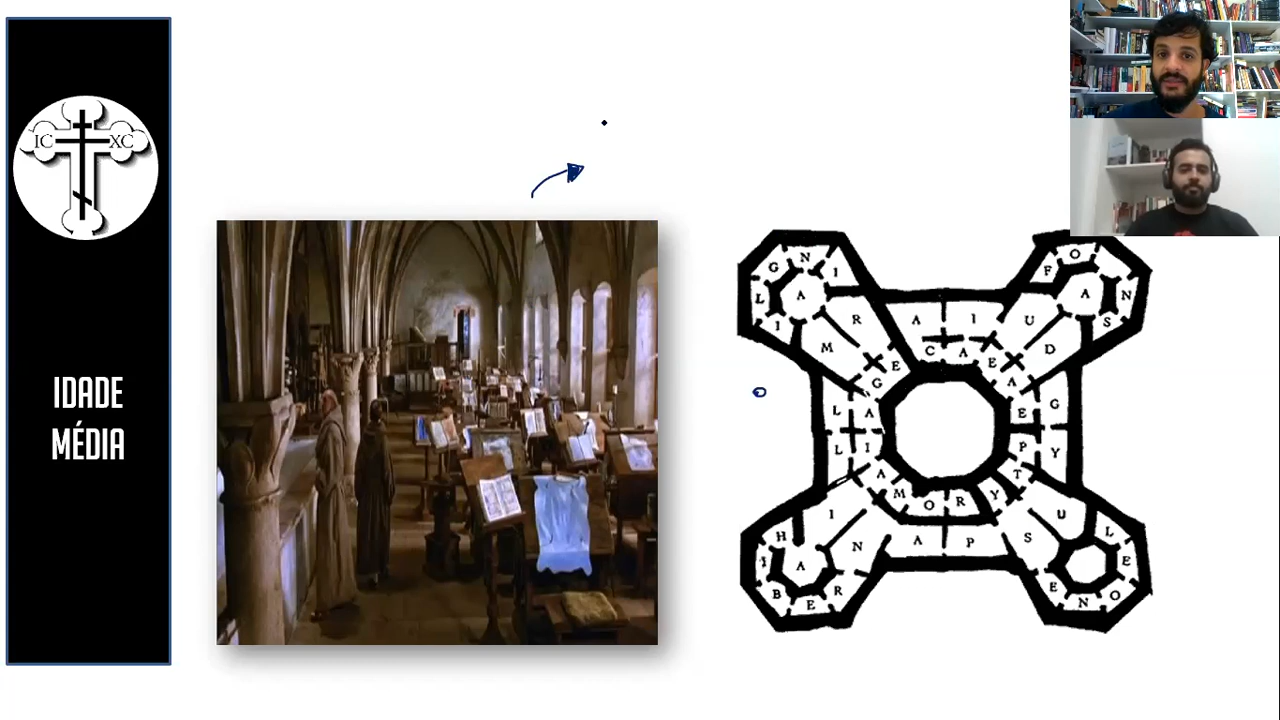 IC XC
IDADE
MÉDIA
G N I F O
L A A N
I R A I U S
M C A D
E E
G A
L A E G
L I P Y
A T
M O R Y
I U
H N A P S L
I A E
B E R E N O